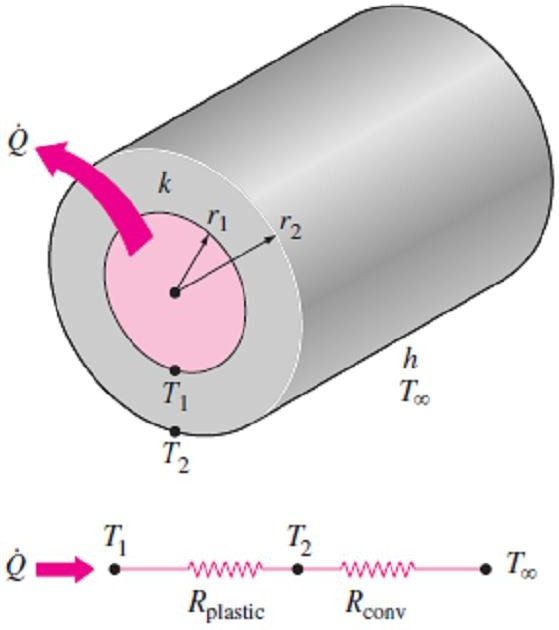 Q̇
k
r₁
r₂
h
T∞
T₁
T₂
T₁ T₂
Q̇ T∞
Rplastic Rconv